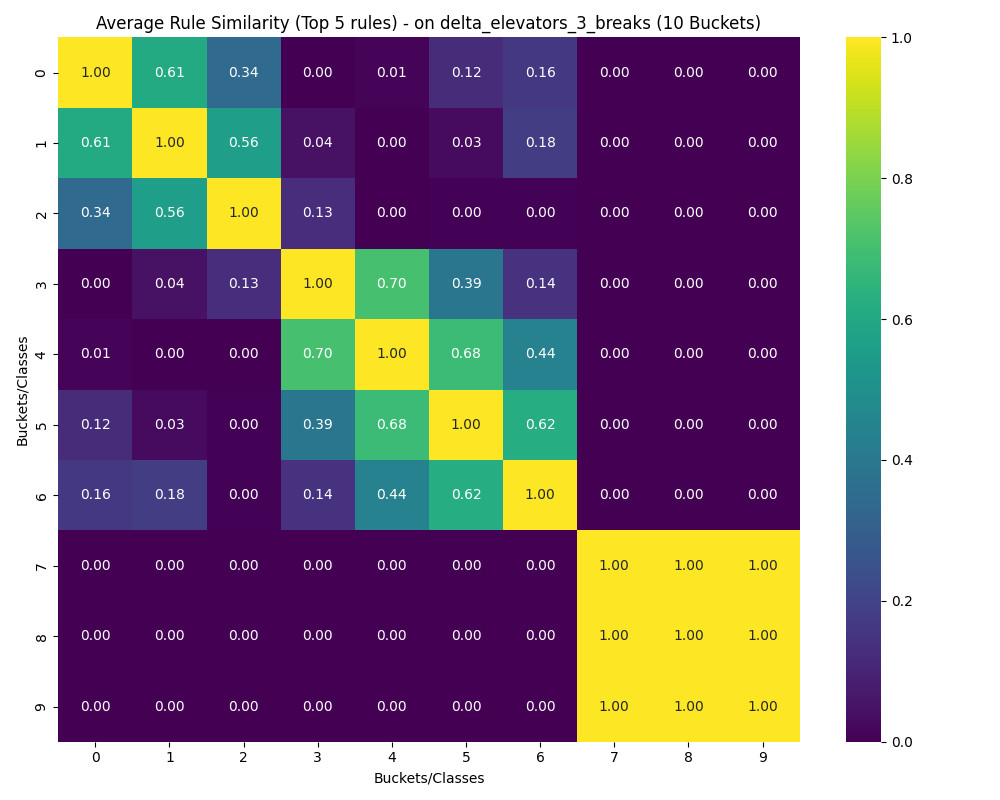 Average Rule Similarity (Top 5 rules) - on delta_elevators_3_breaks (10 Buckets)
0 1.00 0.61 0.34 0.00 0.01 0.12 0.16 0.00 0.00 0.00
1 0.61 1.00 0.56 0.04 0.00 0.03 0.18 0.00 0.00 0.00
2 0.34 0.56 1.00 0.13 0.00 0.00 0.00 0.00 0.00 0.00
3 0.00 0.04 0.13 1.00 0.70 0.39 0.14 0.00 0.00 0.00
4 0.01 0.00 0.00 0.70 1.00 0.68 0.44 0.00 0.00 0.00
5 0.12 0.03 0.00 0.39 0.68 1.00 0.62 0.00 0.00 0.00
6 0.16 0.18 0.00 0.14 0.44 0.62 1.00 0.00 0.00 0.00
7 0.00 0.00 0.00 0.00 0.00 0.00 0.00 1.00 1.00 1.00
8 0.00 0.00 0.00 0.00 0.00 0.00 0.00 1.00 1.00 1.00
9 0.00 0.00 0.00 0.00 0.00 0.00 0.00 1.00 1.00 1.00
0 1 2 3 4 5 6 7 8 9
Buckets/Classes
Buckets/Classes
1.0
0.8
0.6
0.4
0.2
0.0